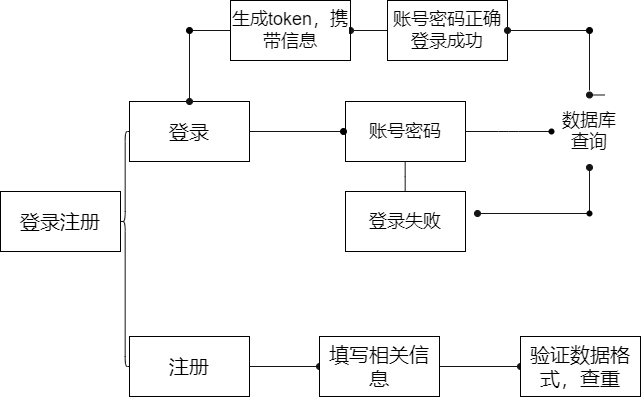 生成token，携
带信息
账号密码正确
登录成功
登录
账号密码
数据库
查询
登录注册
登录失败
注册
填写相关信
息
验证数据格
式，查重